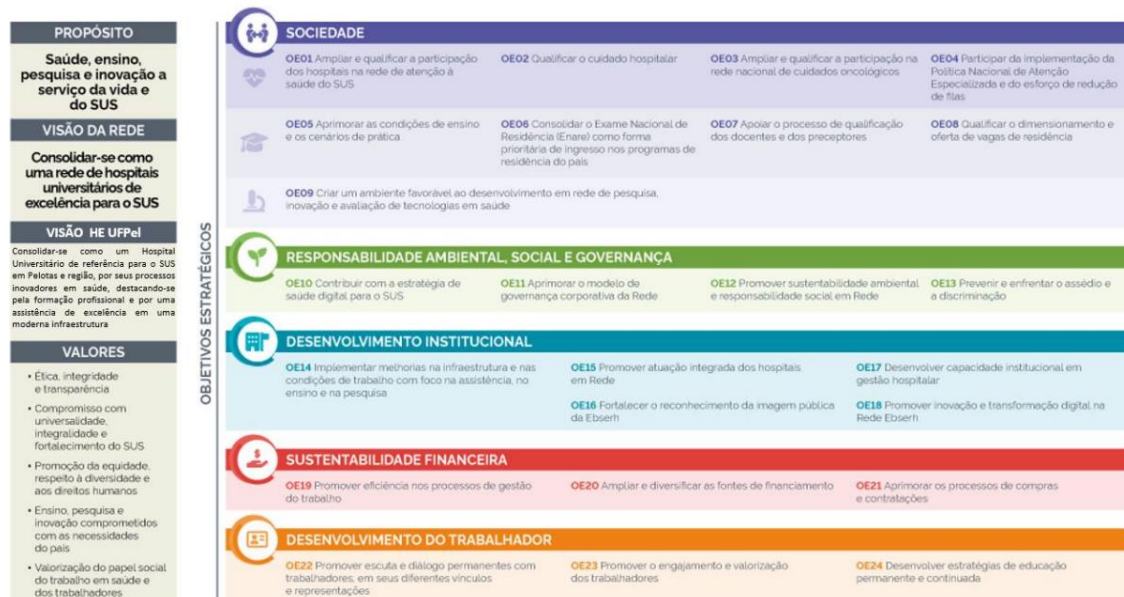 PROPÓSITO
Saúde, ensino,
pesquisa e inovação a
serviço da vida e
do SUS
VISÃO DA REDE
Consolidar-se como
uma rede de hospitais
universitários de
excelência para o SUS
VISÃO HE UFPel
Consolidar-se como um Hospital
Universitário de referência para o SUS
em Pelotas e região, por seus processos
inovadores em saúde, destacando-se
pela formação profissional e por uma
assistência de excelência em uma
moderna infraestrutura
VALORES
• Ética, integridade
e transparência
• Compromisso com
universalidade,
integralidade e
fortalecimento do SUS
• Promoção da equidade,
respeito à diversidade e
aos direitos humanos
• Ensino, pesquisa e
inovação comprometidos
com as necessidades
do país
• Valorização do papel social
do trabalho em saúde e
dos trabalhadores
OBJETIVOS ESTRATÉGICOS
SOCIEDADE
OE01 Ampliar e qualificar a participação
dos hospitais na rede de atenção à
saúde do SUS
OE02 Qualificar o cuidado hospitalar
OE03 Ampliar e qualificar a participação na
rede nacional de cuidados oncológicos
OE04 Participar da implementação da
Política Nacional de Atenção
Especializada e do esforço de redução
de filas
OE05 Aprimorar as condições de ensino
e os cenários de prática
OE06 Consolidar o Exame Nacional de
Residência (Enare) como forma
prioritária de ingresso nos programas de
residência do país
OE07 Apoiar o processo de qualificação
dos docentes e dos preceptores
OE08 Qualificar o dimensionamento e
oferta de vagas de residência
OE09 Criar um ambiente favorável ao desenvolvimento em rede de pesquisa,
inovação e avaliação de tecnologias em saúde
RESPONSABILIDADE AMBIENTAL, SOCIAL E GOVERNANÇA
OE10 Contribuir com a estratégia de
saúde digital para o SUS
OE11 Aprimorar o modelo de
governança corporativa da Rede
OE12 Promover sustentabilidade ambiental
e responsabilidade social em Rede
OE13 Prevenir e enfrentar o assédio e
a discriminação
DESENVOLVIMENTO INSTITUCIONAL
OE14 Implementar melhorias na infraestrutura e nas
condições de trabalho com foco na assistência, no
ensino e na pesquisa
OE15 Promover atuação integrada dos hospitais
em Rede
OE16 Fortalecer o reconhecimento da imagem pública
da Ebserh
OE17 Desenvolver capacidade institucional em
gestão hospitalar
OE18 Promover inovação e transformação digital na
Rede Ebserh
SUSTENTABILIDADE FINANCEIRA
OE19 Promover eficiência nos processos de gestão
do trabalho
OE20 Ampliar e diversificar as fontes de financiamento
OE21 Aprimorar os processos de compras
e contratações
DESENVOLVIMENTO DO TRABALHADOR
OE22 Promover escuta e diálogo permanentes com
trabalhadores, em seus diferentes vínculos
e representações
OE23 Promover o engajamento e valorização
dos trabalhadores
OE24 Desenvolver estratégias de educação
permanente e continuada